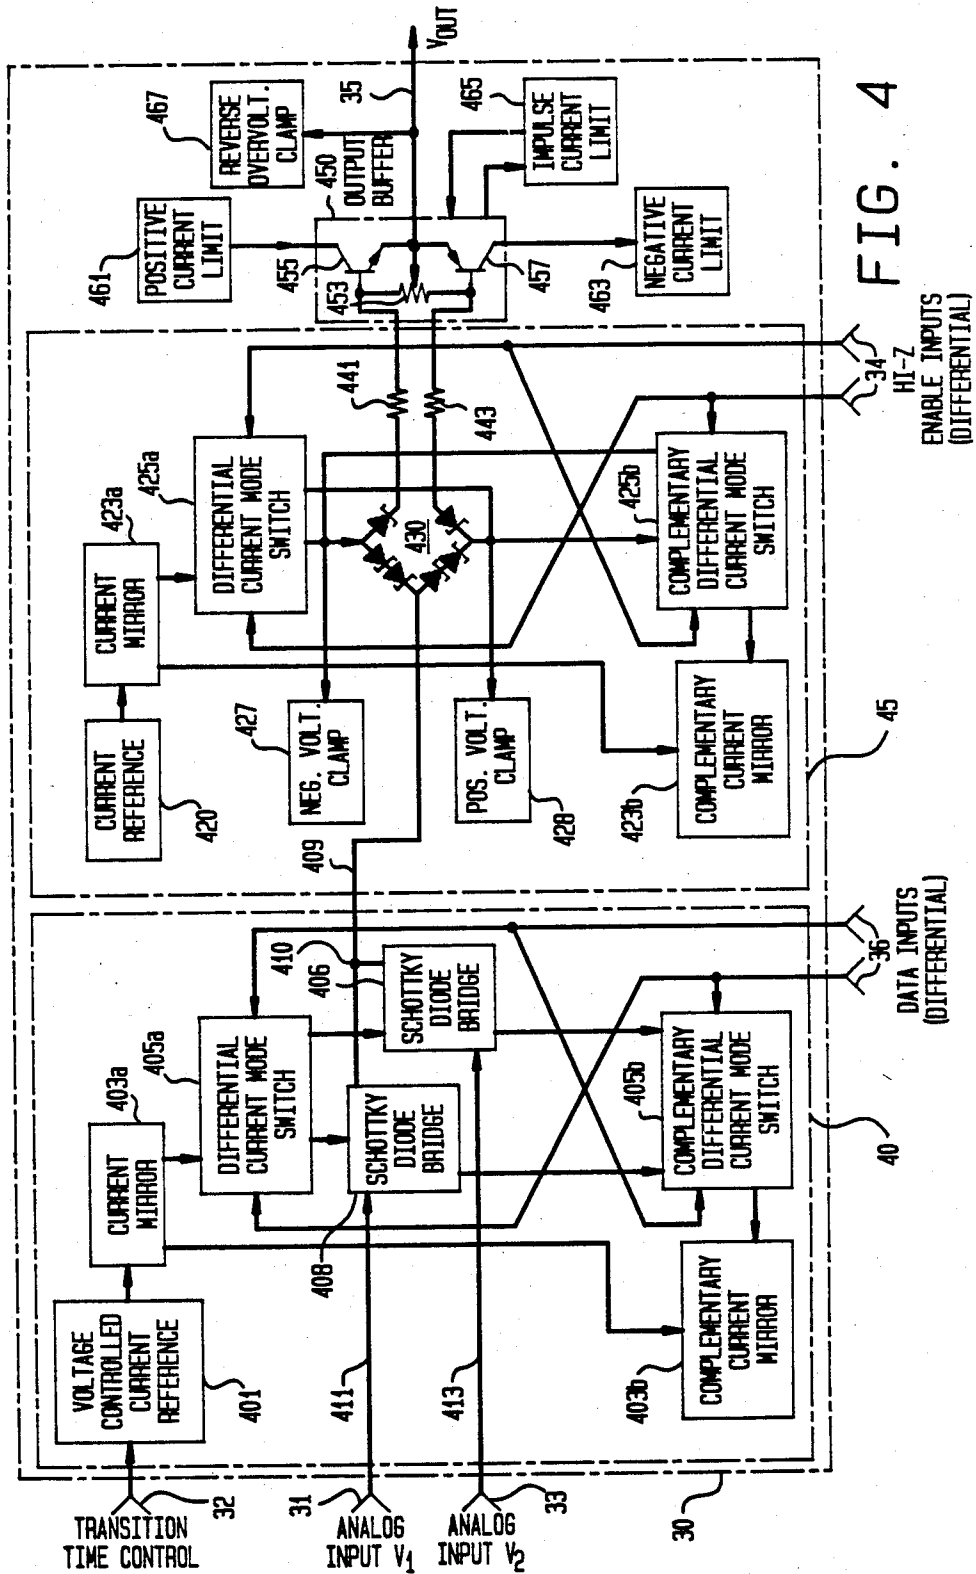 TRANSITION
TIME CONTROL
32
VOLTAGE
CONTROLLED
CURRENT
REFERENCE
401
CURRENT
MIRROR
403a
DIFFERENTIAL
CURRENT MODE
SWITCH
405a
ANALOG
INPUT V1
31
411
ANALOG
INPUT V2
33
413
SCHOTTKY
DIODE
BRIDGE
408
SCHOTTKY
DIODE
BRIDGE
406
410
409
COMPLEMENTARY
DIFFERENTIAL
CURRENT MODE
SWITCH
405b
COMPLEMENTARY
CURRENT
MIRROR
403b
30
40
36
DATA INPUTS
(DIFFERENTIAL)
CURRENT
REFERENCE
420
CURRENT
MIRROR
423a
DIFFERENTIAL
CURRENT MODE
SWITCH
425a
NEG. VOLT.
CLAMP
427
POS. VOLT.
CLAMP
428
430
441
443
COMPLEMENTARY
DIFFERENTIAL
CURRENT MODE
SWITCH
425b
COMPLEMENTARY
CURRENT
MIRROR
423b
45
34
HI-Z
ENABLE INPUTS
(DIFFERENTIAL)
461
POSITIVE
CURRENT
LIMIT
467
REVERSE
OVERVOLT.
CLAMP
450
OUTPUT
BUFFER
455
453
457
35
VOUT
465
IMPULSE
CURRENT
LIMIT
463
NEGATIVE
CURRENT
LIMIT
FIG. 4